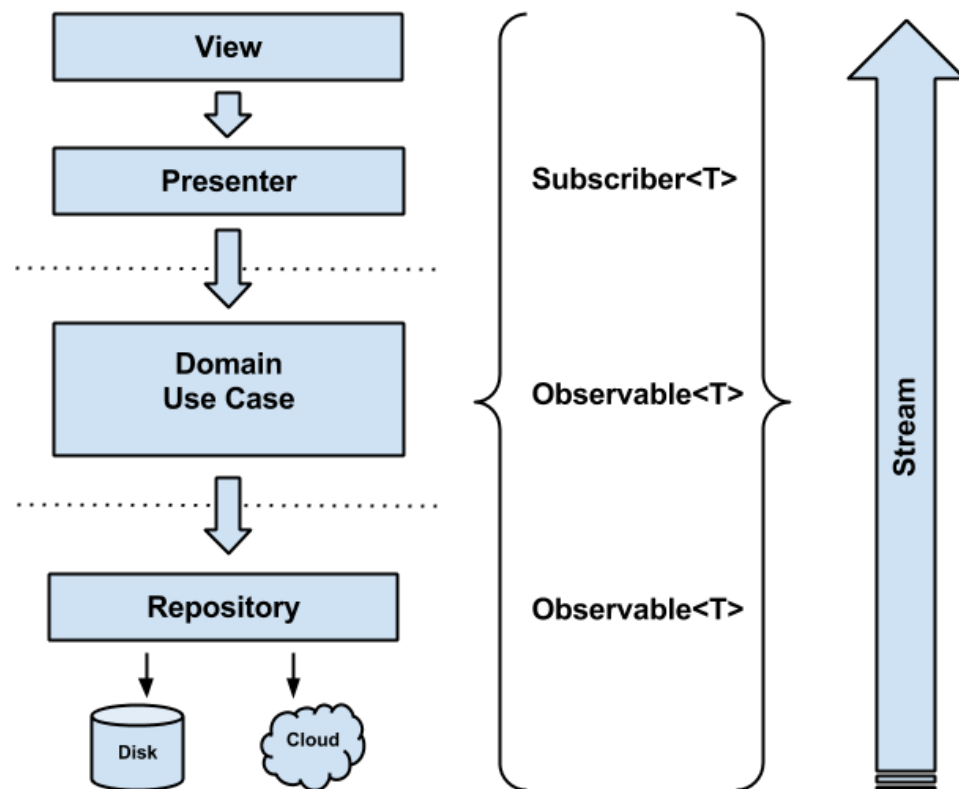 View
Presenter
Domain
Use Case
Repository
Disk
Cloud
Subscriber<T>
Observable<T>
Observable<T>
Stream